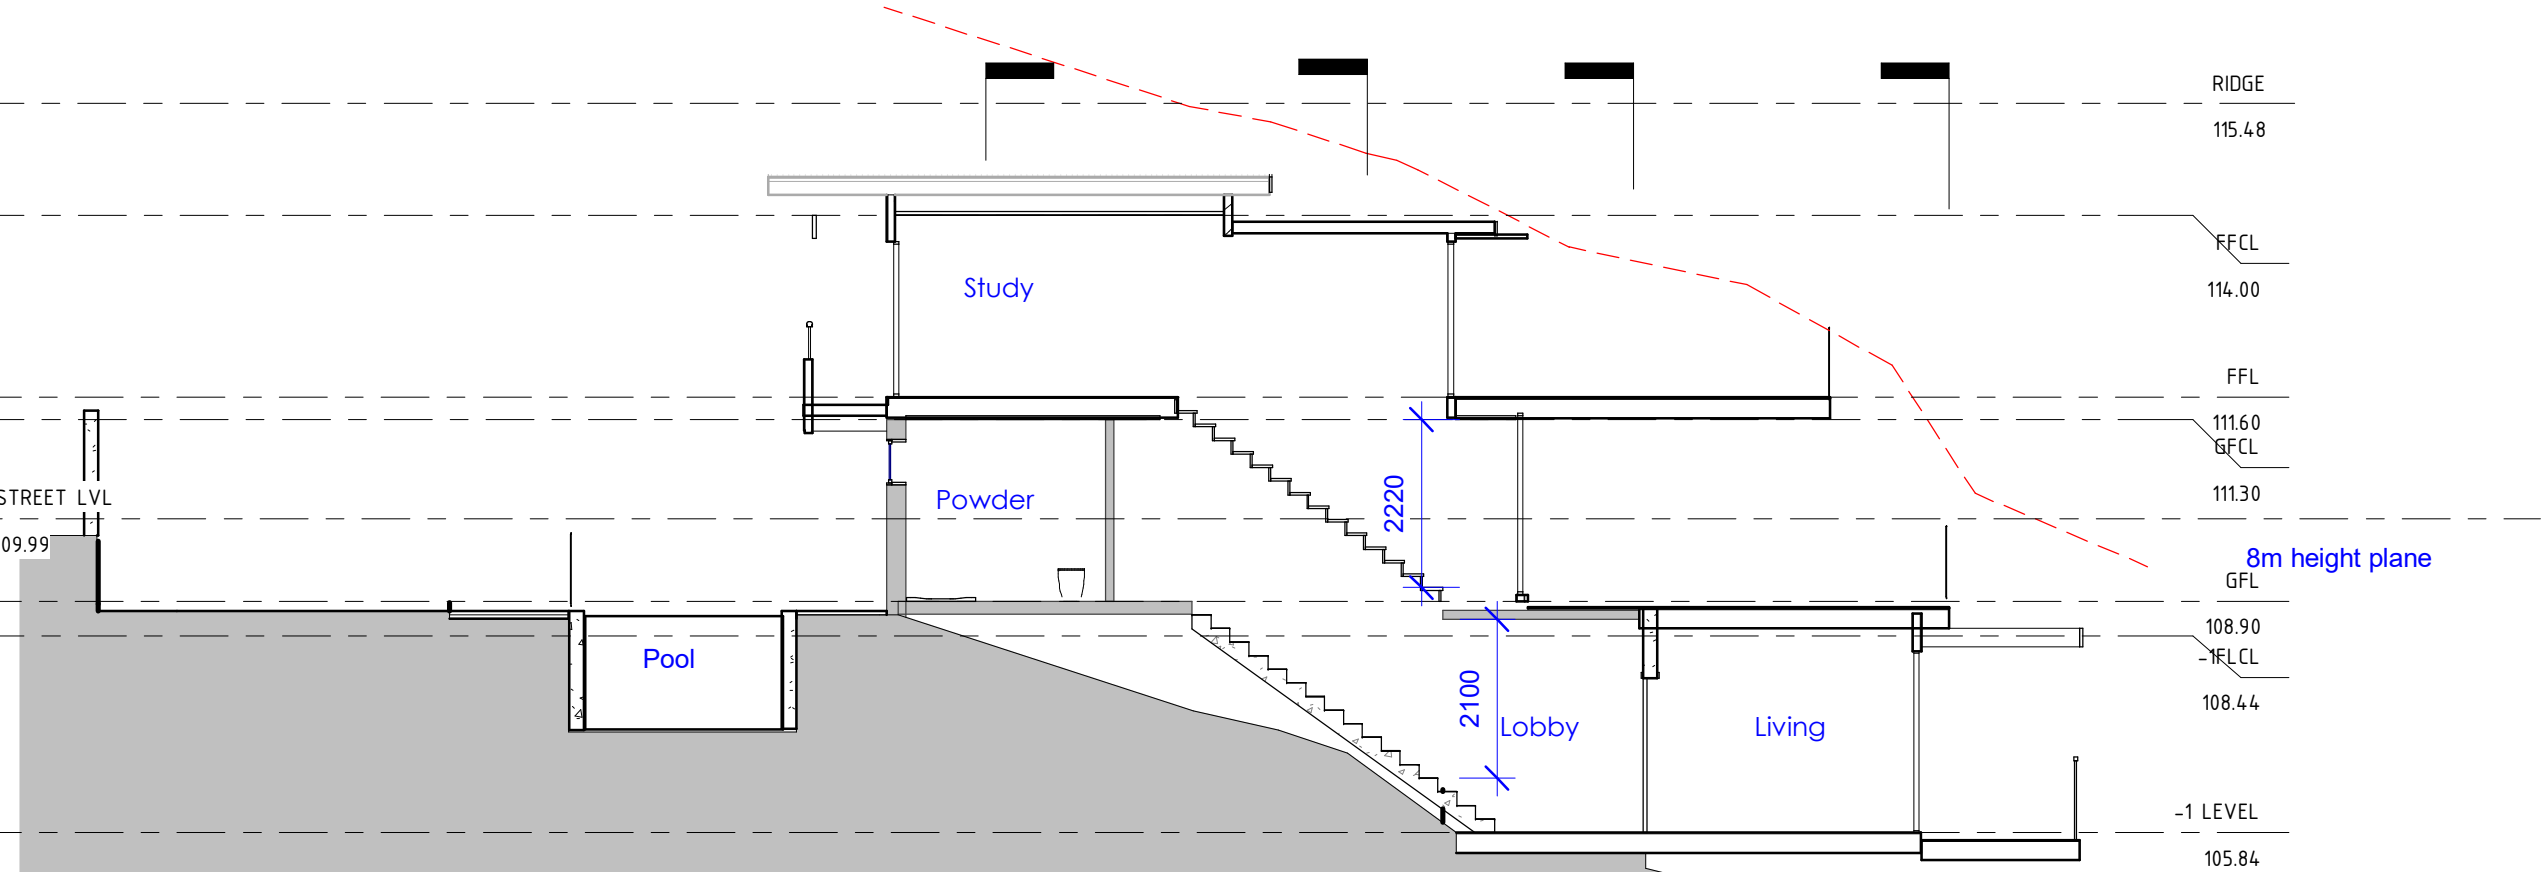 RIDGE
115.48
FFCL
114.00
Study
FFL
111.60
GFCL
111.30
STREET LVL
09.99
Powder
2220
8m height plane
GFL
108.90
-1FLCL
108.44
Pool
2100
Lobby
Living
-1 LEVEL
105.84